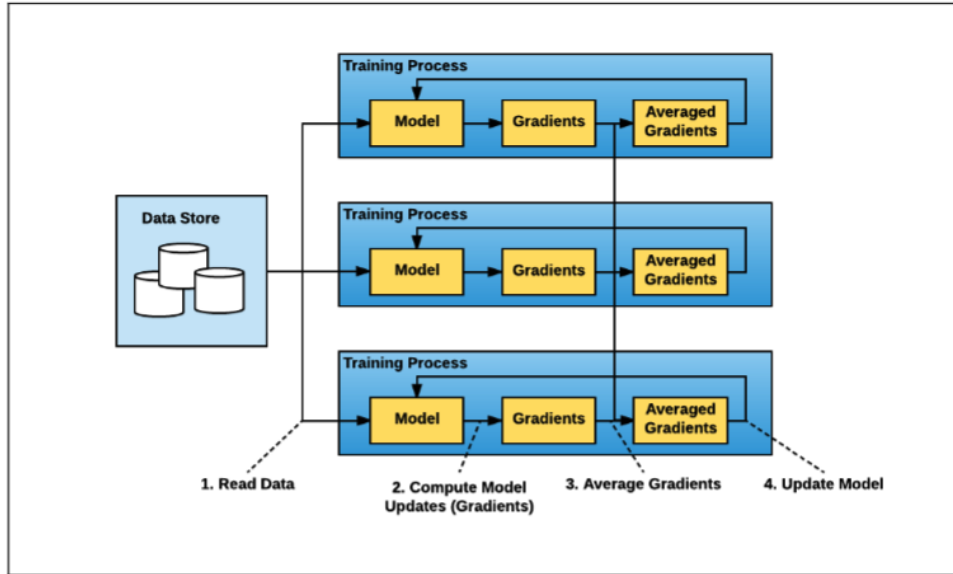 Training Process
Model
Gradients
Averaged
Gradients
Data Store
Training Process
Model
Gradients
Averaged
Gradients
Training Process
Model
Gradients
Averaged
Gradients
1. Read Data
2. Compute Model
Updates (Gradients)
3. Average Gradients
4. Update Model